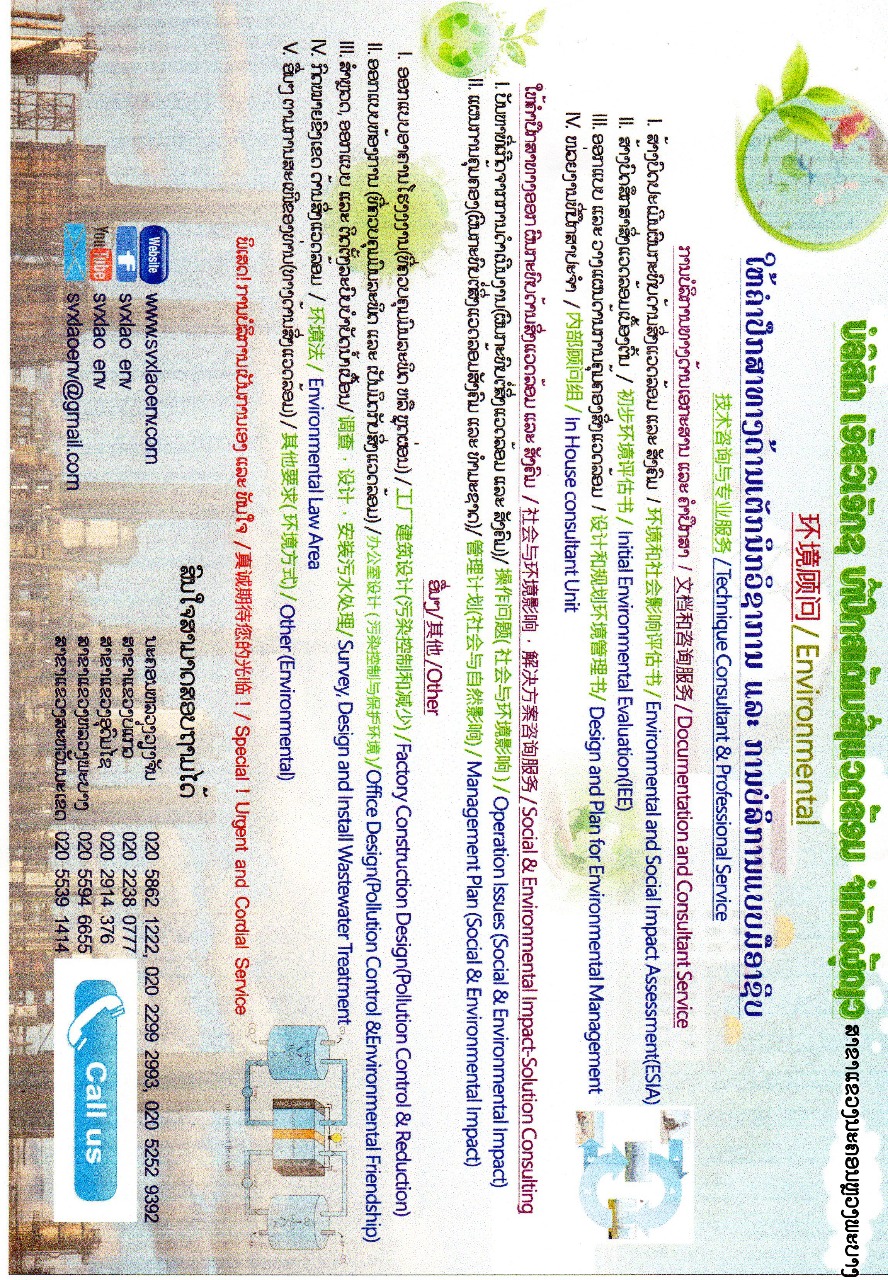 ບໍລິສັດ ເອັສວີເອັກຊ ທີ່ປຶກສາດ້ານສິ່ງແວດລ້ອມ ຈຳກັດຜູ້ດຽວ ສາຂາແຂວງນະຄອນຫຼວງພະບາງ
环境顾问/Environmental
ໃຫ້ຄຳປຶກສາທາງດ້ານເຕັກນິກວິຊາການ ແລະ ການບໍລິການແບບມືອາຊີບ
技术咨询与专业服务/Technique Consultant & Professional Service
ການບໍລິການທາງດ້ານເອກະສານ ແລະ ຄຳປຶກສາ / 文档和咨询服务/Documentation and Consultant Service
I. ສ້າງບົດປະເມີນຜົນກະທົບດ້ານສິ່ງແວດລ້ອມ ແລະ ສັງຄົມ / 环境和社会影响评估书/ Environmental and Social Impact Assessment(ESIA)
II. ສ້າງບົດສຶກສາສິ່ງແວດລ້ອມເບື້ອງຕົ້ນ / 初步环境评估书/ Initial Environmental Evaluation(IEE)
III. ອອກແບບ ແລະ ວາງແຜນດ້ານການຄຸ້ມຄອງສິ່ງແວດລ້ອມ / 设计和规划环境管理书/ Design and Plan for Environmental Management
IV. ໜ່ວຍງານທີ່ປຶກສາປະຈຳ / 内部顾问组/ In House consultant Unit
ໃຫ້ຄຳປຶກສາທາງອອກ ຜົນກະທົບດ້ານສິ່ງແວດລ້ອມ ແລະ ສັງຄົມ / 社会与环境影响﹒解决方案咨询服务/Social & Environmental Impact-Solution Consulting
I. ບັນຫາທີ່ເກີດຈາກການດຳເນີນງານ(ຜົນກະທົບຕໍ່ສິ່ງແວດລ້ອມ ແລະ ສັງຄົມ)/ 操作问题( 社会与环境影响) / Operation Issues (Social & Environmental Impact)
II. ແຜນການຄຸ້ມຄອງ(ຜົນກະທົບຕໍ່ສິ່ງແວດລ້ອມສັງຄົມ ແລະ ທຳມະຊາດ)/ 管理计划(社会与自然影响) / Management Plan (Social & Environmental Impact)
ອື່ນໆ/其他 /Other
I. ອອກແບບອາຄານໂຮງງງານ(ທີ່ຄວບຄຸມມົນລະພິດ ຫລື ຫຼຸດຜ່ອນ) /工厂建筑设计(污染控制和减少) /Factory Construction Design(Pollution Control & Reduction)
II. ອອກແບບຫ້ອງການ (ທີ່ຄວບຄຸມມົນລະພິດ ແລະ ເປັນມິດກັບສິ່ງແວດລ້ອມ) /办公室设计 ( 污染控制与保护环境)/Office Design(Pollution Control &Environmental Friendship)
III. ສຳຫຼວດ, ອອກແບບ ແລະ ຕິດຕັ້ງລະບົບບຳບັດນ້ຳເປື້ອນ/ 调查﹒设计﹒安装污水处理/ Survey, Design and Install Wastewater Treatment
IV. ກົດໝາຍຂົງເຂດ ດ້ານສິ່ງແວດລ້ອມ / 环境法/ Environmental Law Area
V. ອື່ນໆ ຕາມການສະເໜີຂອງທ່ານ(ທາງດ້ານສິ່ງແວດລ້ອມ) / 其他要求( 环境方式) / Other (Environmental)
ພິເສດ! ການບໍລິການເປັນການເອງ ແລະ ທັນໃຈ /真诚期待您的光临！/ Special ! Urgent and Cordial Service
ສົນໃຈສາມາດສອບຖາມໄດ້
Website www.svxlaoenv.com
f svxlao env
YouTube svxlao env
svxlaoenv@gmail.com
ນະຄອນຫລວງວຽງຈັນ 020 5862 1222, 020 2299 2993, 020 5252 9392
ສາຂາແຂວງບໍ່ແກ້ວ 020 2238 0777
ສາຂາແຂວງອຸດົມໄຊ 020 2914 376
ສາຂາແຂວງຫລວງພະບາງ 020 5594 6655
ສາຂາແຂວງສະຫວັນນະເຂດ 020 5539 1414
Call us